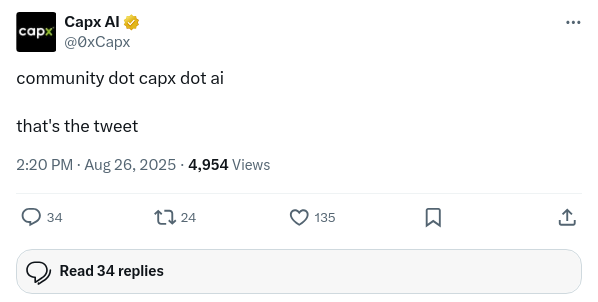 capx
Capx AI
@0xCapx
community dot capx dot ai
that's the tweet
2:20 PM · Aug 26, 2025 · 4,954 Views
34 24 135
Read 34 replies